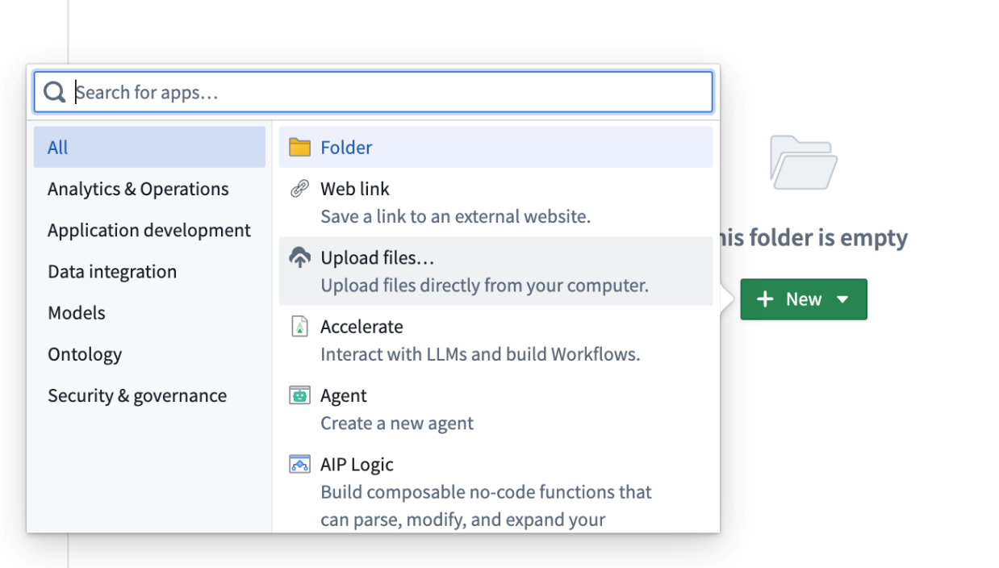 Search for apps...
All
Analytics & Operations
Application development
Data integration
Models
Ontology
Security & governance
Folder
Web link
Save a link to an external website.
Upload files...
Upload files directly from your computer.
Accelerate
Interact with LLMs and build Workflows.
Agent
Create a new agent
AIP Logic
Build composable no-code functions that
can parse, modify, and expand your
folder is empty
New